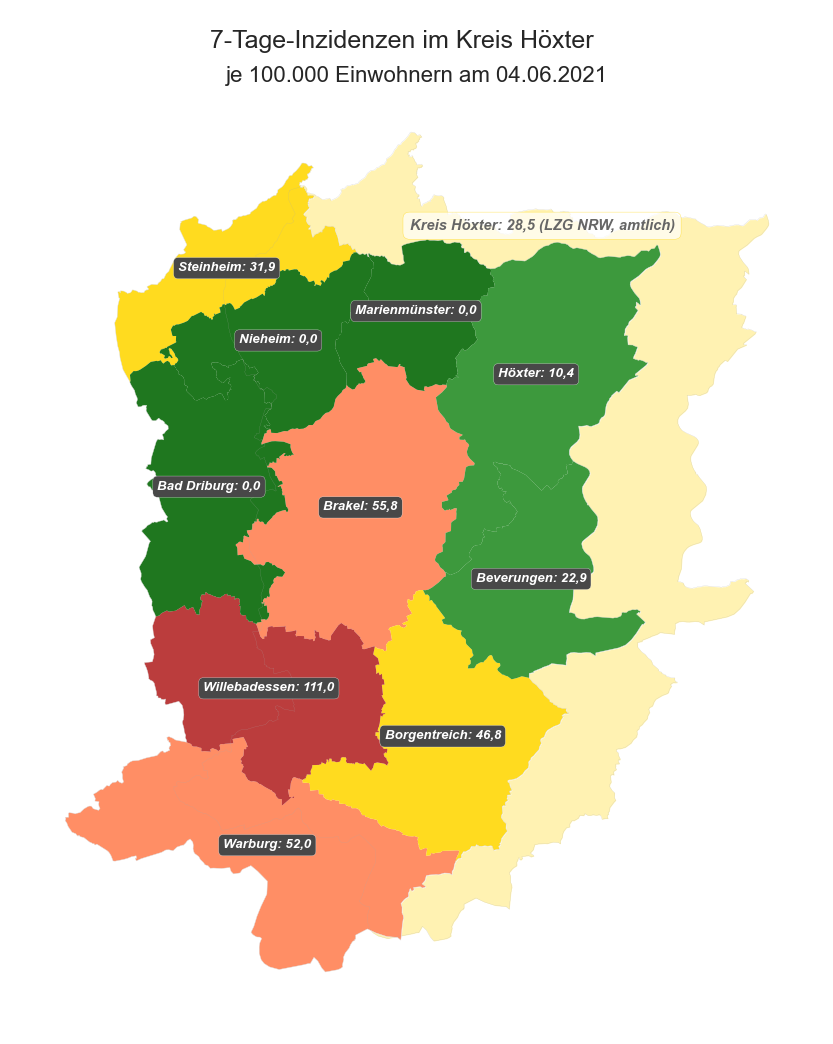 7-Tage-Inzidenzen im Kreis Höxter
je 100.000 Einwohnern am 04.06.2021
Kreis Höxter: 28,5 (LZG NRW, amtlich)
Steinheim: 31,9
Marienmünster: 0,0
Nieheim: 0,0
Höxter: 10,4
Bad Driburg: 0,0
Brakel: 55,8
Beverungen: 22,9
Willebadessen: 111,0
Borgentreich: 46,8
Warburg: 52,0